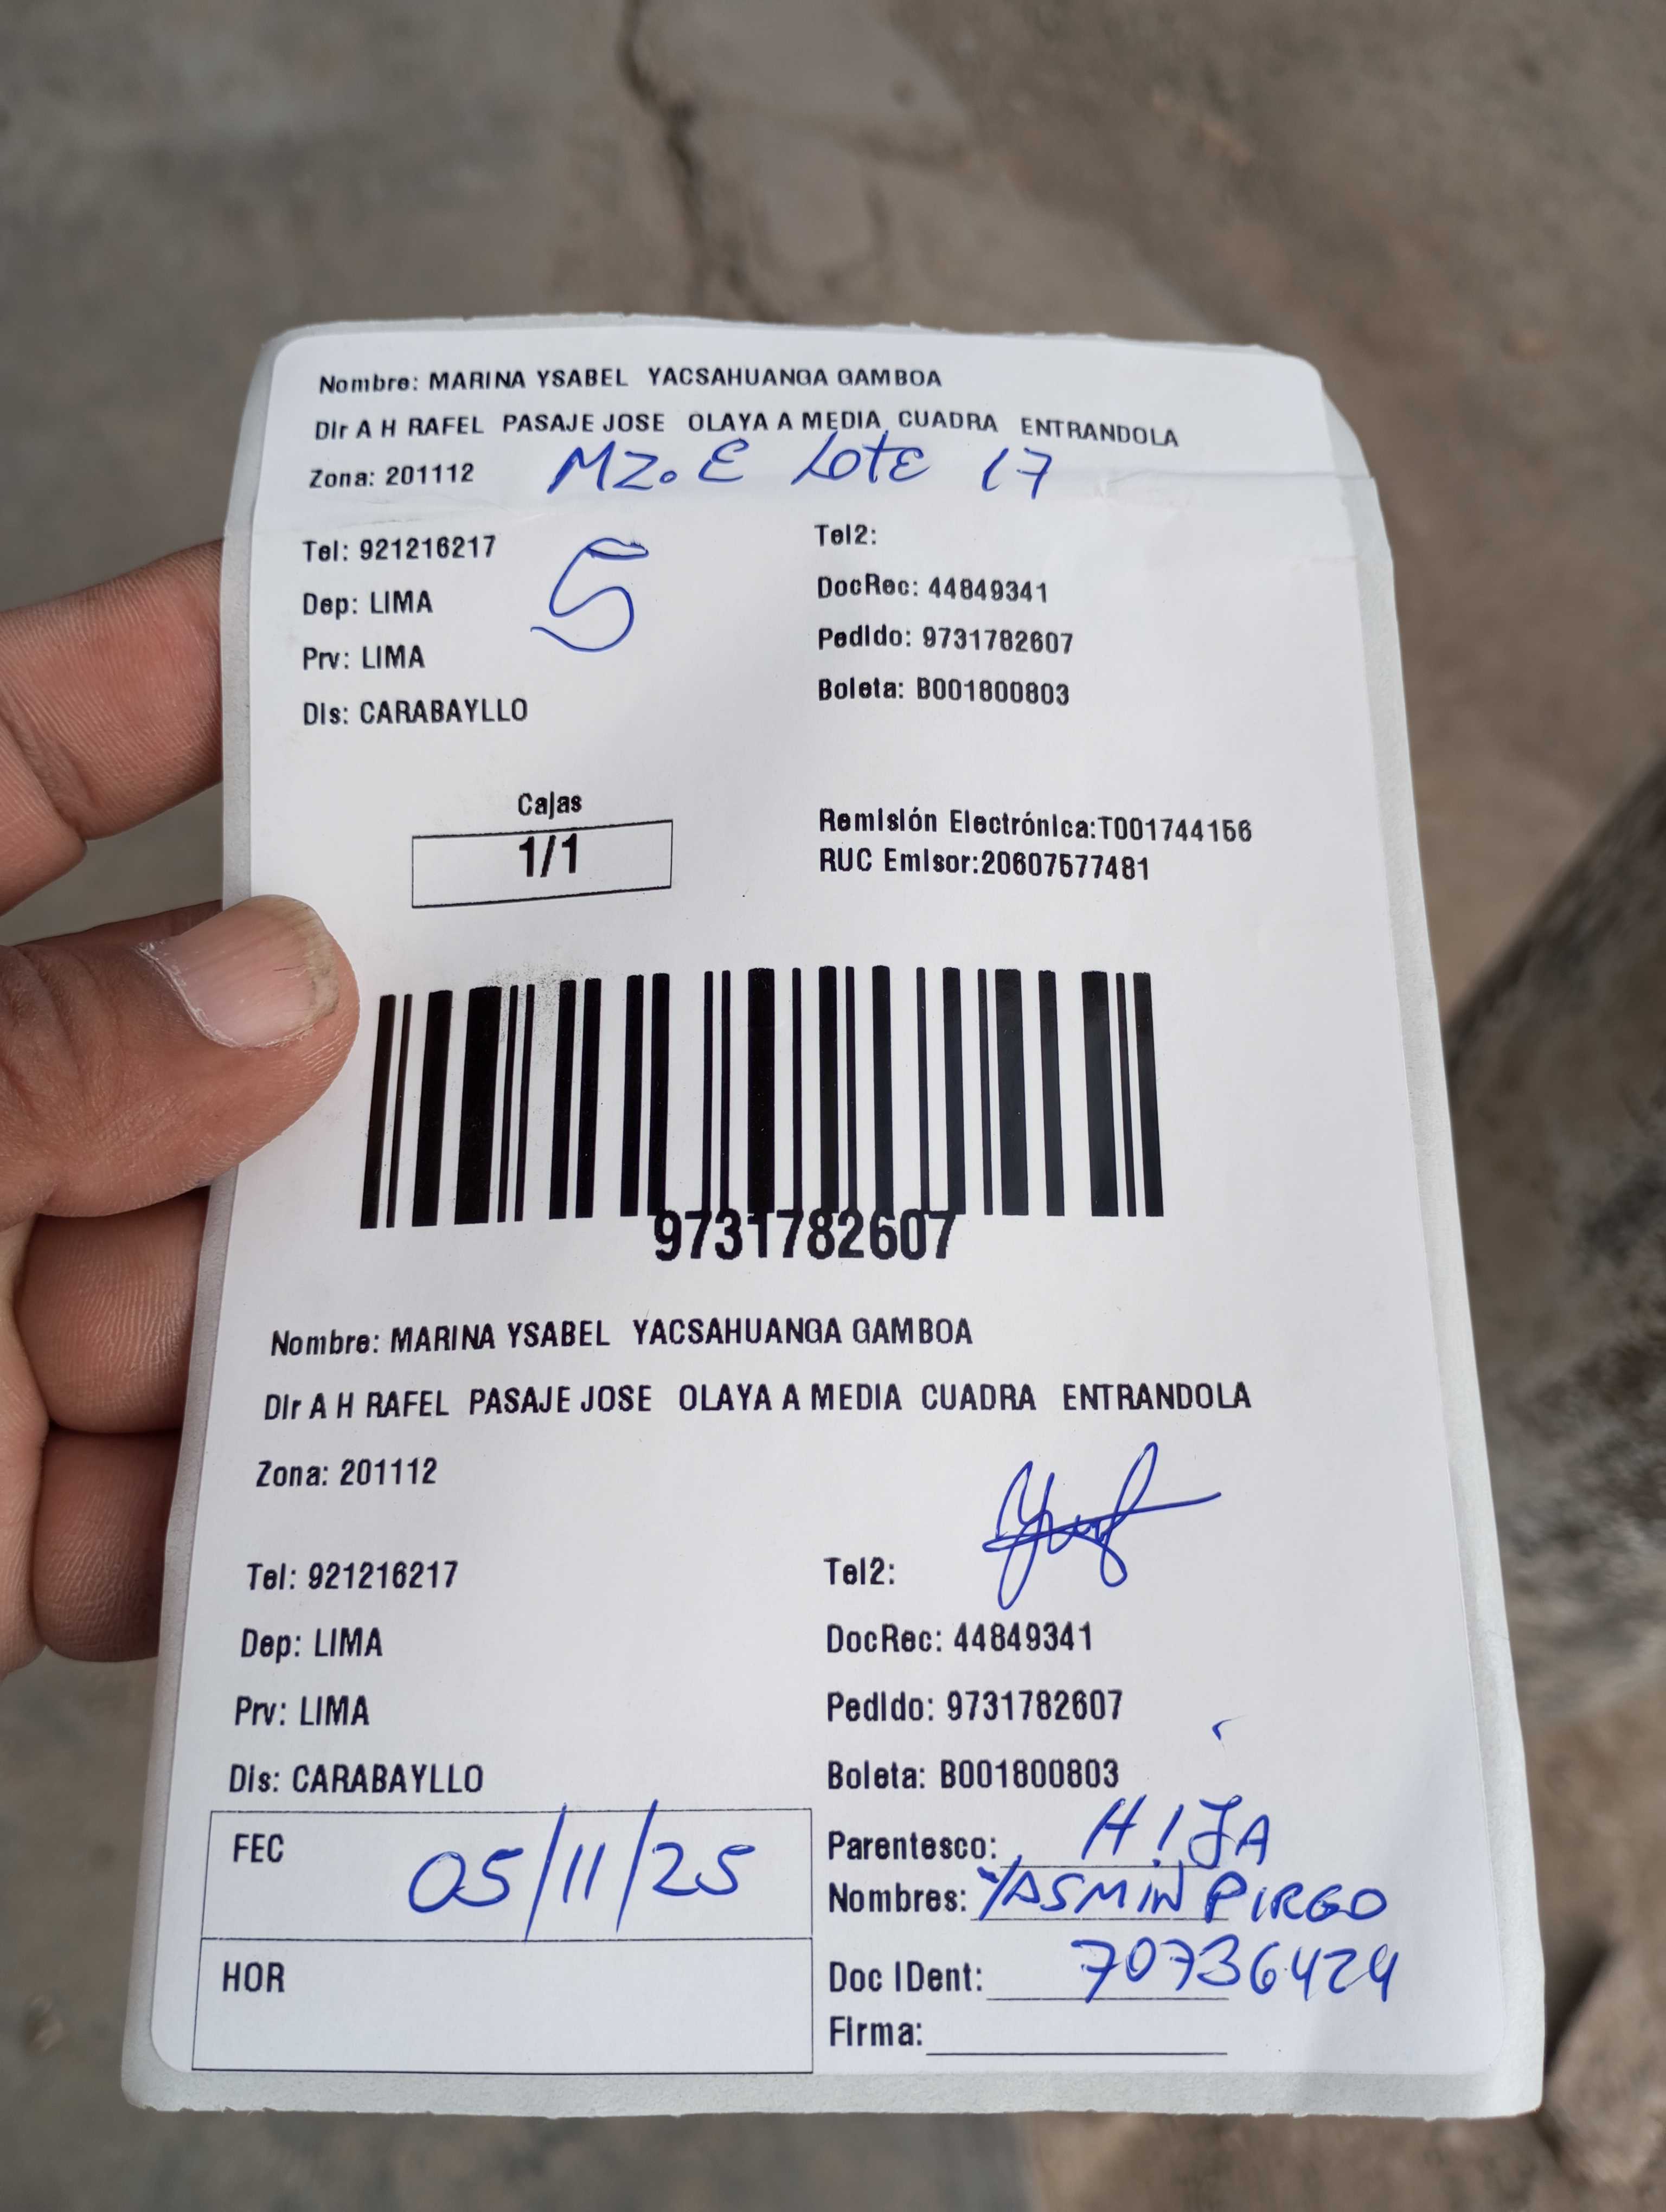 Nombre: MARINA YSABEL YACSAHUANGA GAMBOA
Dir A H RAFEL PASAJE JOSE OLAYA A MEDIA CUADRA ENTRANDOLA
Zona: 201112 MZ. E LOTE 17
Tel: 921216217 5 Tel2:
Dep: LIMA DocRec: 44849341
Prv: LIMA Pedido: 9731782607
Dis: CARABAYLLO Boleta: B001800803
Cajas
1/1
Remisión Electrónica:T001744156
RUC Emisor:20607577481
9731782607
Nombre: MARINA YSABEL YACSAHUANGA GAMBOA
Dir A H RAFEL PASAJE JOSE OLAYA A MEDIA CUADRA ENTRANDOLA
Zona: 201112
Tel: 921216217 Tel2:
Dep: LIMA DocRec: 44849341
Prv: LIMA Pedido: 9731782607
Dis: CARABAYLLO Boleta: B001800803
FEC 05/11/25
HOR
Parentesco: HIJA
Nombres: YASMIN PIRGO
Doc IDent: 70736424
Firma: